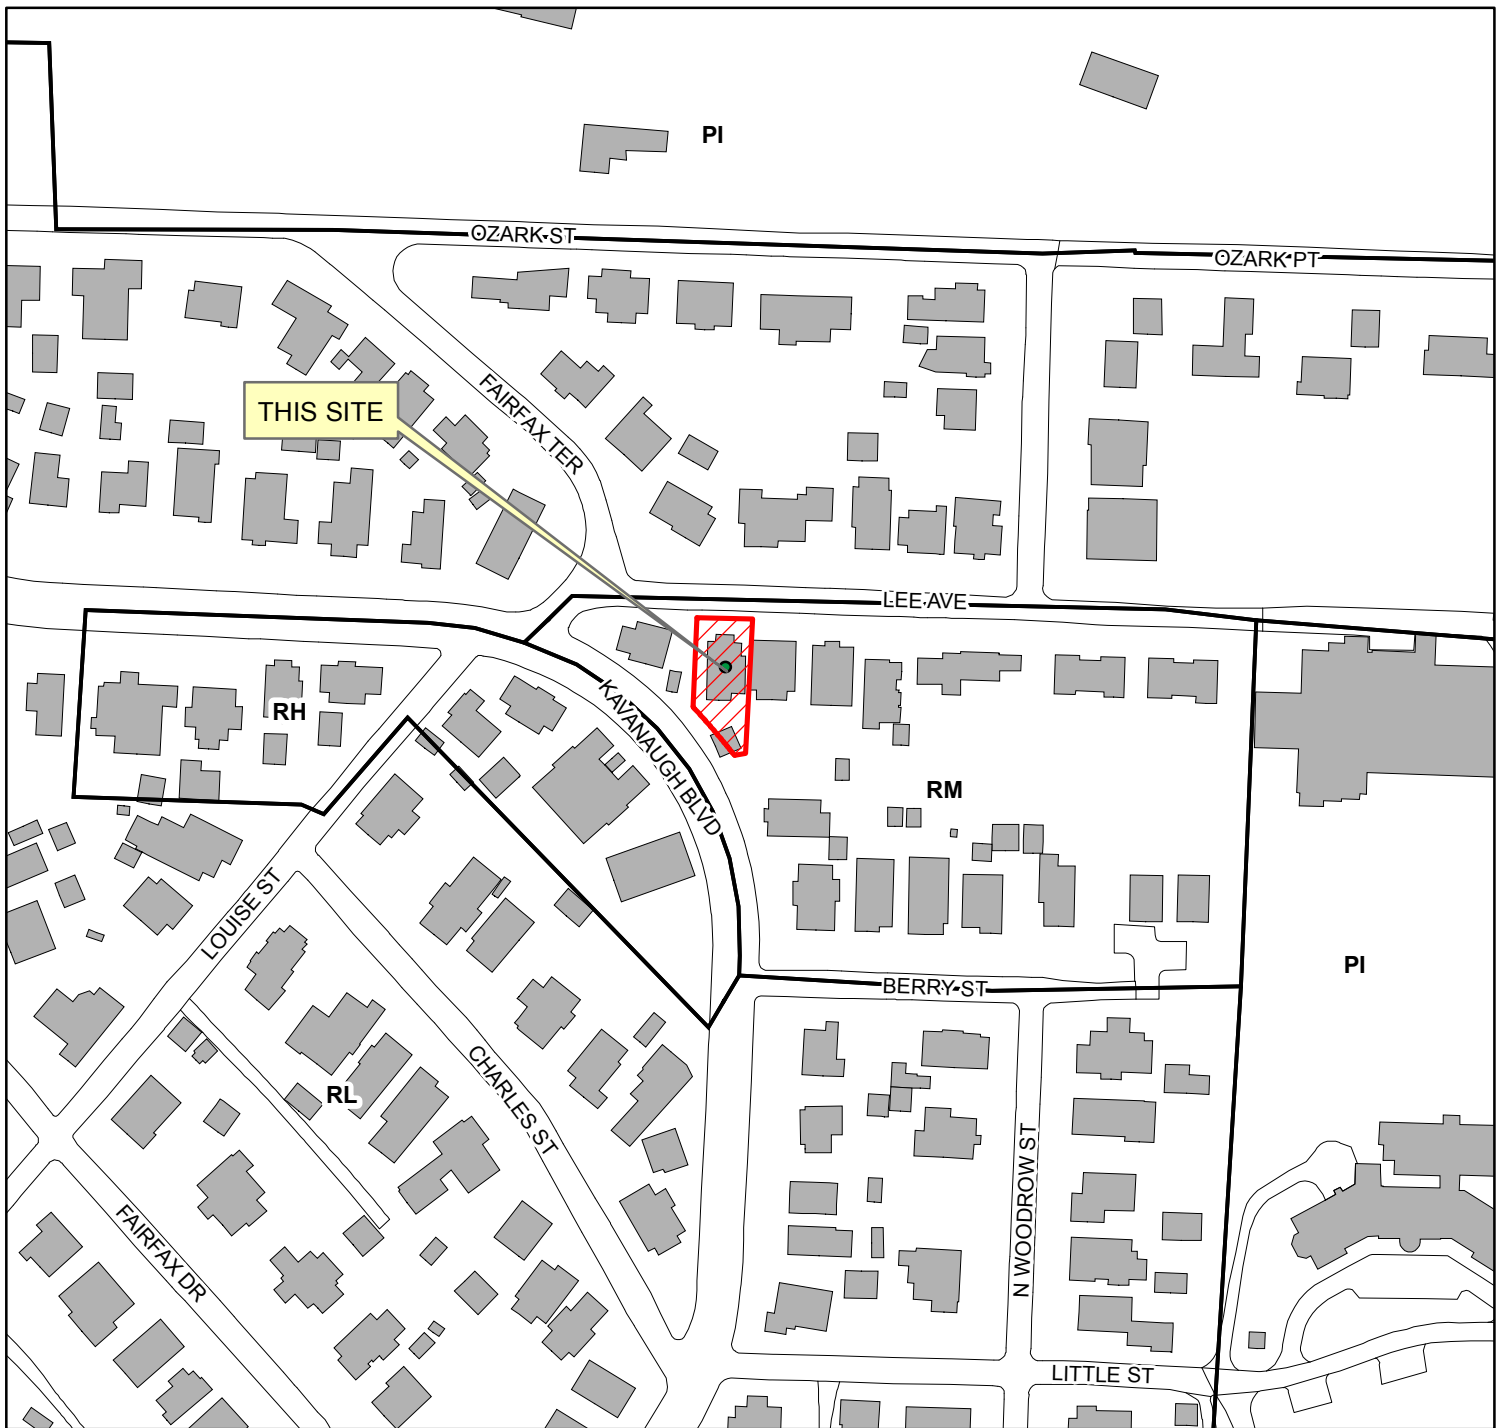 PI
OZARK ST
OZARK PT
FAIRFAX TER
THIS SITE
LEE AVE
RH
KAVANAUGH BLVD
RM
LOUISE ST
PI
BERRY ST
CHARLES ST
RL
N WOODROW ST
FAIRFAX DR
LITTLE ST